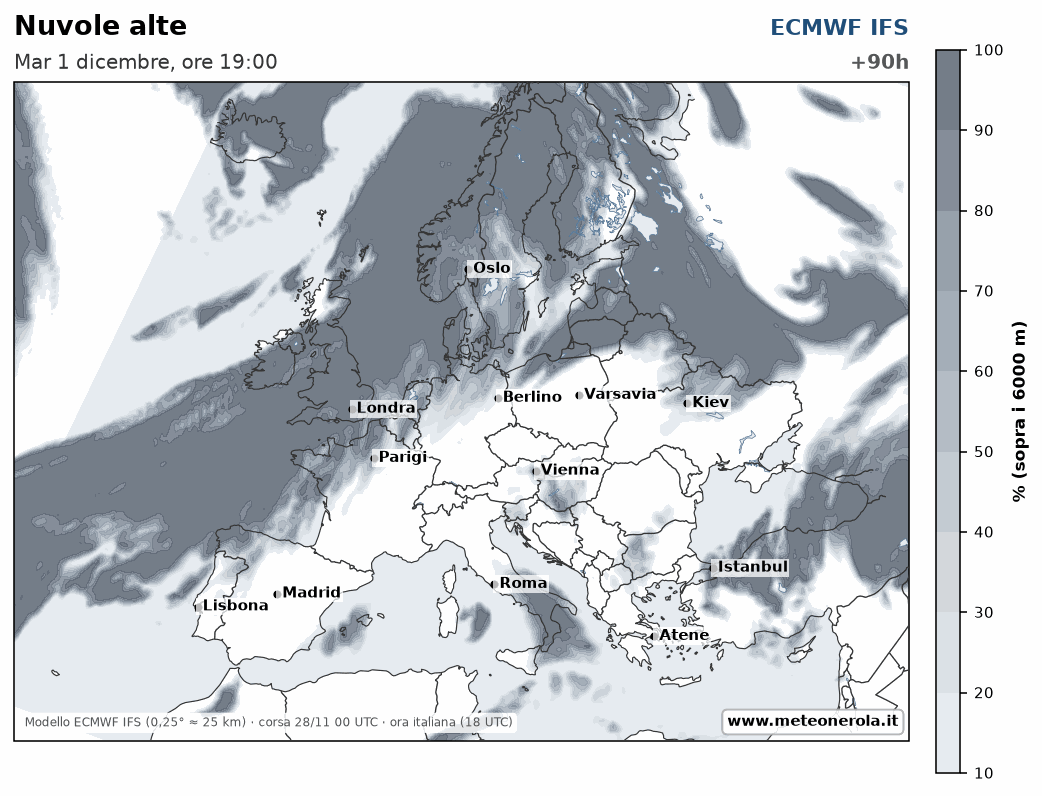 Nuvole alte
ECMWF IFS
Mar 1 dicembre, ore 19:00
+90h
100
90
80
70
60
50
40
30
20
10
% (sopra i 6000 m)
Oslo
Berlino
Varsavia
Kiev
Londra
Parigi
Vienna
Istanbul
Roma
Madrid
Lisbona
Atene
Modello ECMWF IFS (0,25° ≈ 25 km) · corsa 28/11 00 UTC · ora italiana (18 UTC)
www.meteonerola.it